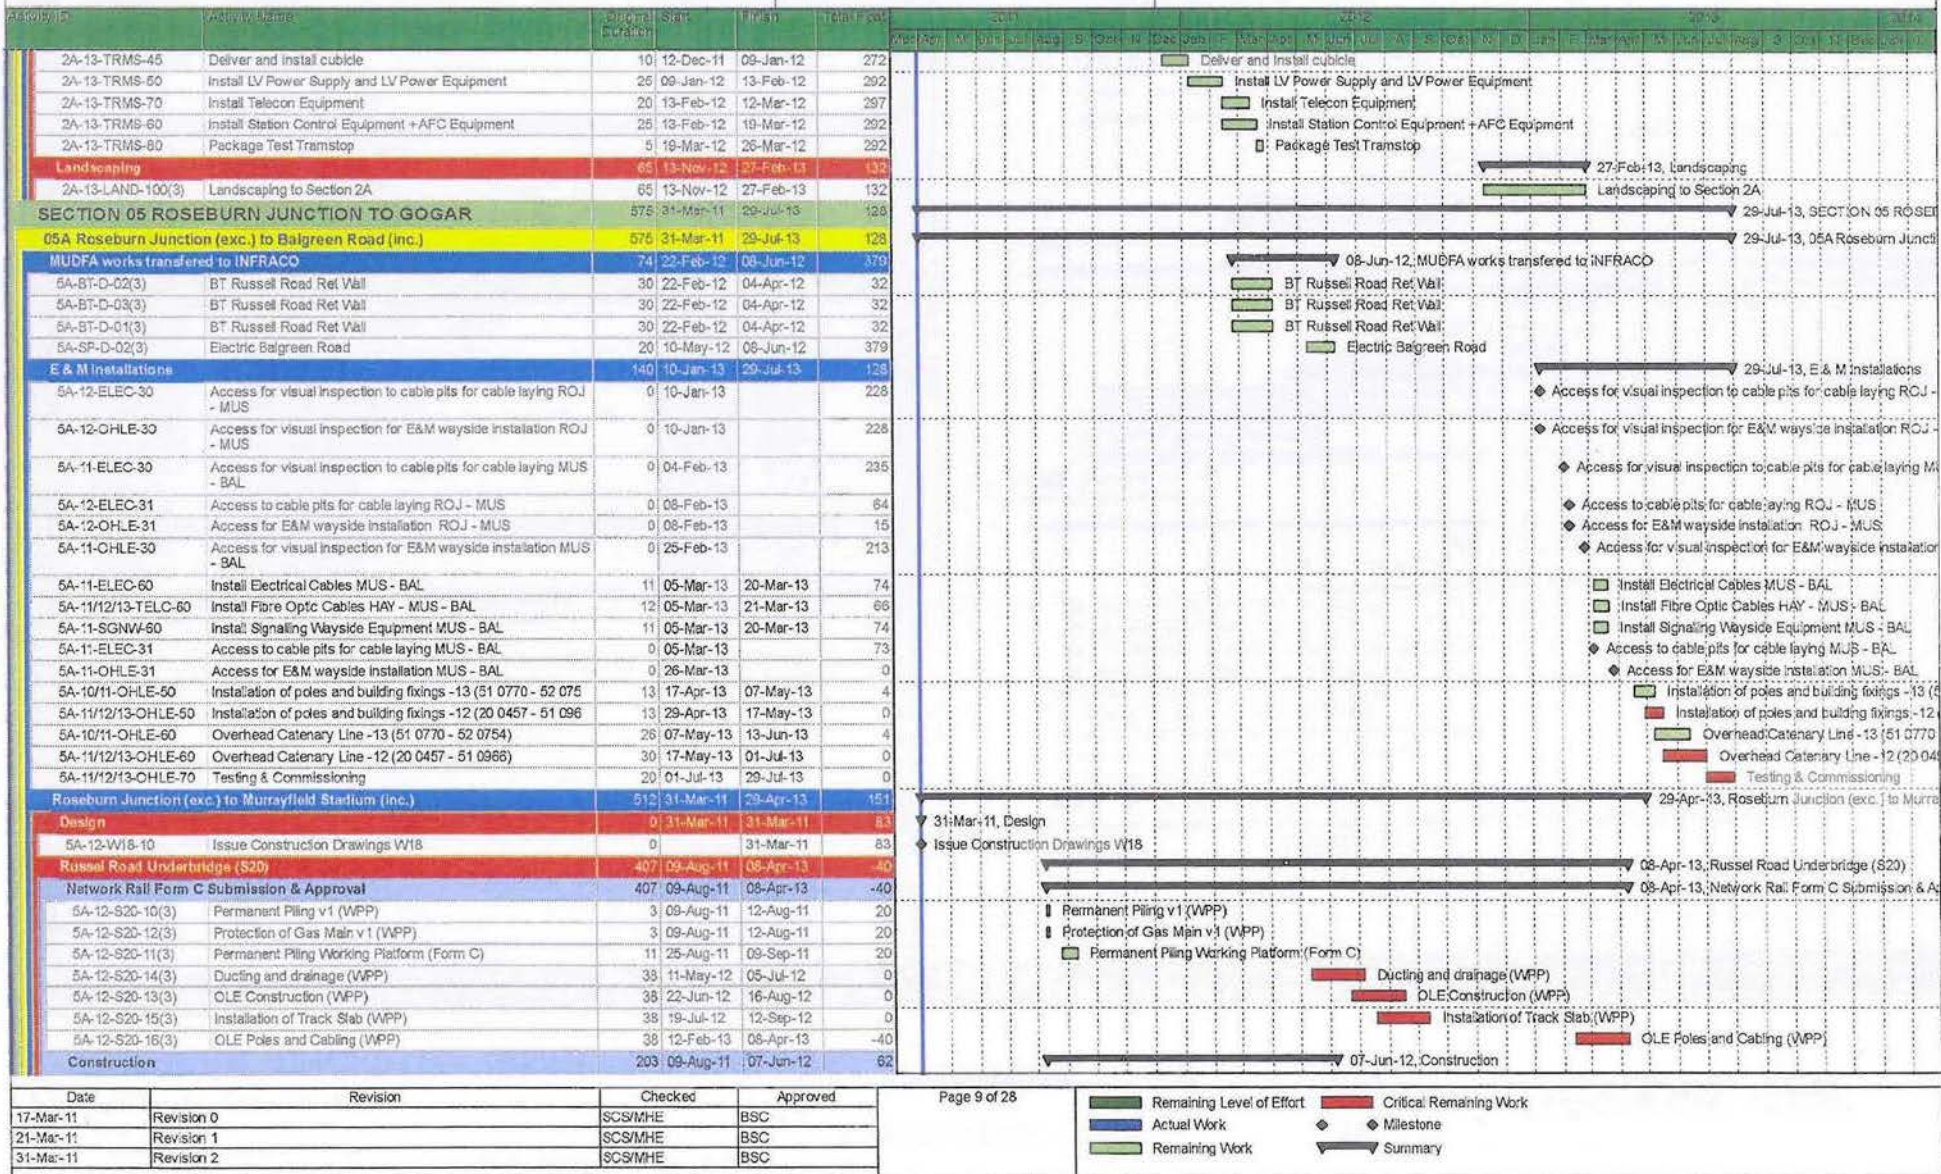 Activity ID Activity Name Original Duration Start Finish Total Float 2011 2012 2013
2A-13-TRMS-45 Deliver and install cubicle 10 12-Dec-11 09-Jan-12 272 Deliver and install cubicle
2A-13-TRMS-50 Install LV Power Supply and LV Power Equipment 25 09-Jan-12 13-Feb-12 292 Install LV Power Supply and LV Power Equipment
2A-13-TRMS-70 Install Telecon Equipment 20 13-Feb-12 12-Mar-12 297 Install Telecon Equipment
2A-13-TRMS-60 Install Station Control Equipment +AFC Equipment 25 13-Feb-12 19-Mar-12 292 Install Station Control Equipment +AFC Equipment
2A-13-TRMS-80 Package Test Tramstop 5 19-Mar-12 26-Mar-12 292 Package Test Tramstop
Landscaping 65 13-Nov-12 27-Feb-13 132 27-Feb-13, Landscaping
2A-13-LAND-100(3) Landscaping to Section 2A 65 13-Nov-12 27-Feb-13 132 Landscaping to Section 2A
SECTION 05 ROSEBURN JUNCTION TO GOGAR 575 31-Mar-11 29-Jul-13 128 29-Jul-13, SECTION 05 ROSE
05A Roseburn Junction (exc.) to Balgreen Road (inc.) 575 31-Mar-11 29-Jul-13 128 29-Jul-13, 05A Roseburn Juncti
MUDFA works transfered to INFRACO 74 22-Feb-12 08-Jun-12 379 08-Jun-12, MUDFA works transfered to INFRACO
5A-BT-D-02(3) BT Russell Road Ret Wall 30 22-Feb-12 04-Apr-12 32 BT Russell Road Ret Wall
5A-BT-D-03(3) BT Russell Road Ret Wall 30 22-Feb-12 04-Apr-12 32 BT Russell Road Ret Wall
5A-BT-D-01(3) BT Russell Road Ret Wall 30 22-Feb-12 04-Apr-12 32 BT Russell Road Ret Wall
5A-SP-D-02(3) Electric Balgreen Road 20 10-May-12 08-Jun-12 379 Electric Balgreen Road
E & M Installations 140 10-Jan-13 29-Jul-13 128 29-Jul-13, E & M Installations
5A-12-ELEC-30 Access for visual inspection to cable pits for cable laying ROJ 0 10-Jan-13 228 Access for visual inspection to cable pits for cable laying ROJ -
- MUS
5A-12-OHLE-30 Access for visual inspection for E&M wayside installation ROJ 0 10-Jan-13 228 Access for visual inspection for E&M wayside installation ROJ -
- MUS
5A-11-ELEC-30 Access for visual inspection to cable pits for cable laying MUS 0 04-Feb-13 235 Access for visual inspection to cable pits for cable laying M
- BAL
5A-12-ELEC-31 Access to cable pits for cable laying ROJ - MUS 0 08-Feb-13 64 Access to cable pits for cable laying ROJ - MUS
5A-12-OHLE-31 Access for E&M wayside installation ROJ - MUS 0 08-Feb-13 15 Access for E&M wayside installation ROJ - MUS
5A-11-OHLE-30 Access for visual inspection for E&M wayside installation MUS 0 25-Feb-13 213 Access for visual inspection for E&M wayside installation
- BAL
5A-11-ELEC-60 Install Electrical Cables MUS - BAL 11 05-Mar-13 20-Mar-13 74 Install Electrical Cables MUS - BAL
5A-11/12/13-TELC-60 Install Fibre Optic Cables HAY - MUS - BAL 12 05-Mar-13 21-Mar-13 66 Install Fibre Optic Cables HAY - MUS - BAL
5A-11-SGNW-60 Install Signalling Wayside Equipment MUS - BAL 11 05-Mar-13 20-Mar-13 74 Install Signalling Wayside Equipment MUS - BAL
5A-11-ELEC-31 Access to cable pits for cable laying MUS - BAL 0 05-Mar-13 73 Access to cable pits for cable laying MUS - BAL
5A-11-OHLE-31 Access for E&M wayside installation MUS - BAL 0 26-Mar-13 0 Access for E&M wayside installation MUS - BAL
5A-10/11-OHLE-50 Installation of poles and building fixings -13 (51 0770 - 52 075 13 17-Apr-13 07-May-13 4 Installation of poles and building fixings -13 (5
5A-11/12/13-OHLE-50 Installation of poles and building fixings -12 (20 0457 - 51 096 13 29-Apr-13 17-May-13 0 Installation of poles and building fixings -12
5A-10/11-OHLE-60 Overhead Catenary Line -13 (51 0770 - 52 0754) 26 07-May-13 13-Jun-13 4 Overhead Catenary Line -13 (51 0770
5A-11/12/13-OHLE-60 Overhead Catenary Line -12 (20 0457 - 51 0966) 30 17-May-13 01-Jul-13 0 Overhead Catenary Line -12 (20 04
5A-11/12/13-OHLE-70 Testing & Commissioning 20 01-Jul-13 29-Jul-13 0 Testing & Commissioning
Roseburn Junction (exc.) to Murrayfield Stadium (inc.) 512 31-Mar-11 29-Apr-13 151 29-Apr-13, Roseburn Junction (exc.) to Murra
Design 0 31-Mar-11 31-Mar-11 83 31-Mar-11, Design
5A-12-W18-10 Issue Construction Drawings W18 0 31-Mar-11 83 Issue Construction Drawings W18
Russel Road Underbridge (S20) 407 09-Aug-11 08-Apr-13 -40 08-Apr-13, Russel Road Underbridge (S20)
Network Rail Form C Submission & Approval 407 09-Aug-11 08-Apr-13 -40 08-Apr-13, Network Rail Form C Submission & A
5A-12-S20-10(3) Permanent Piling v1 (WPP) 3 09-Aug-11 12-Aug-11 20 Permanent Piling v1 (WPP)
5A-12-S20-12(3) Protection of Gas Main v1 (WPP) 3 09-Aug-11 12-Aug-11 20 Protection of Gas Main v1 (WPP)
5A-12-S20-11(3) Permanent Piling Working Platform (Form C) 11 25-Aug-11 09-Sep-11 20 Permanent Piling Working Platform (Form C)
5A-12-S20-14(3) Ducting and drainage (WPP) 38 11-May-12 05-Jul-12 0 Ducting and drainage (WPP)
5A-12-S20-13(3) OLE Construction (WPP) 38 22-Jun-12 16-Aug-12 0 OLE Construction (WPP)
5A-12-S20-15(3) Installation of Track Slab (WPP) 38 19-Jul-12 12-Sep-12 0 Installation of Track Slab (WPP)
5A-12-S20-16(3) OLE Poles and Cabling (WPP) 38 12-Feb-13 08-Apr-13 -40 OLE Poles and Cabling (WPP)
Construction 203 09-Aug-11 07-Jun-12 62 07-Jun-12, Construction
Date Revision Checked Approved
17-Mar-11 Revision 0 SCS/MHE BSC
21-Mar-11 Revision 1 SCS/MHE BSC
31-Mar-11 Revision 2 SCS/MHE BSC
Page 9 of 28
Remaining Level of Effort Critical Remaining Work
Actual Work Milestone
Remaining Work Summary